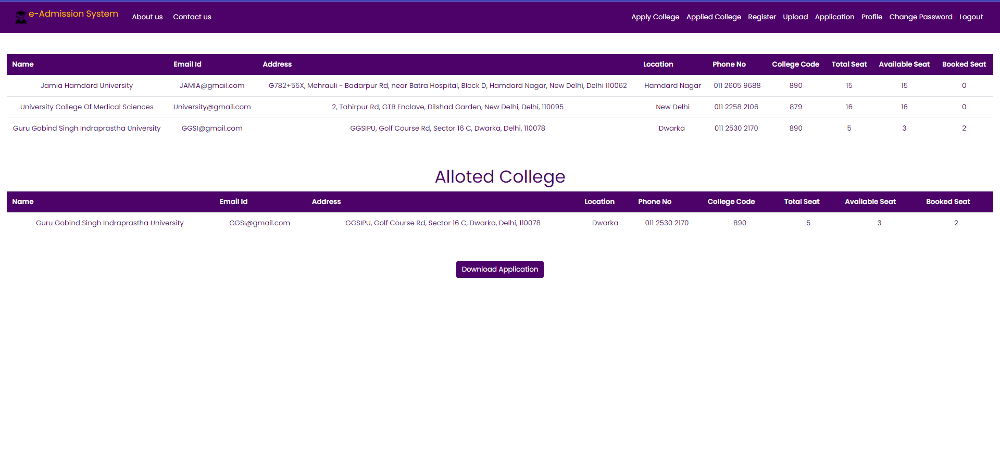 e-Admission System About us Contact us Apply College Applied College Register Upload Application Profile Change Password Logout
Name Email Id Address Location Phone No College Code Total Seat Available Seat Booked Seat
Jamia Hamdard University JAMIA@gmail.com G782+55X, Mehrauli - Badarpur Rd, near Batra Hospital, Block D, Hamdard Nagar, New Delhi, Delhi 110062 Hamdard Nagar 011 2605 9688 890 15 15 0
University College Of Medical Sciences University@gmail.com 2, Tahirpur Rd, GTB Enclave, Dilshad Garden, New Delhi, Delhi, 110095 New Delhi 011 2258 2106 879 16 16 0
Guru Gobind Singh Indraprastha University GGSI@gmail.com GGSIPU, Golf Course Rd, Sector 16 C, Dwarka, Delhi, 110078 Dwarka 011 2530 2170 890 5 3 2
Alloted College
Name Email Id Address Location Phone No College Code Total Seat Available Seat Booked Seat
Guru Gobind Singh Indraprastha University GGSI@gmail.com GGSIPU, Golf Course Rd, Sector 16 C, Dwarka, Delhi, 110078 Dwarka 011 2530 2170 890 5 3 2
Download Application